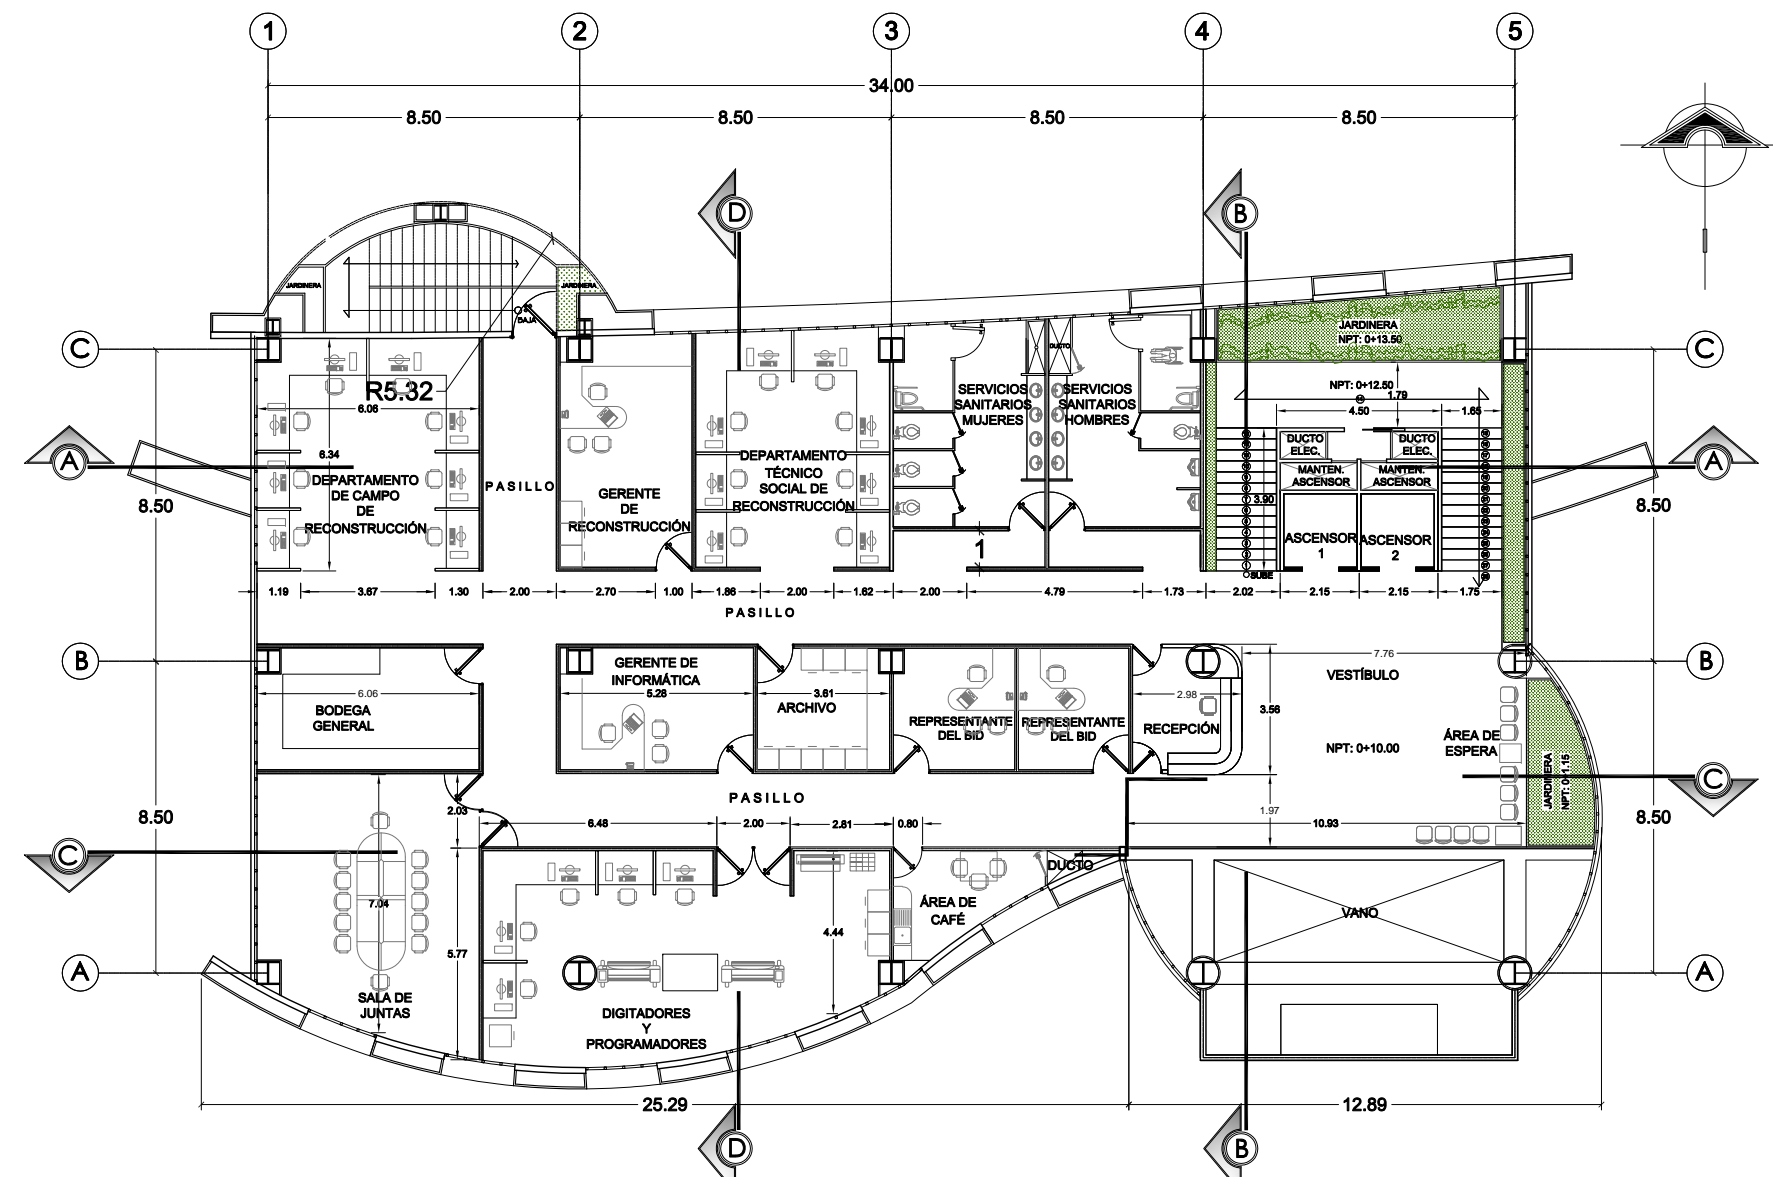 1 2 3 4 5
34.00
8.50 8.50 8.50 8.50
D B
JARDINERA JARDINERA
BAJA
JARDINERA
NPT: 0+13.50
C C
R5.32
6.06
DUCTO
SERVICIOS
SANITARIOS
MUJERES
SERVICIOS
SANITARIOS
HOMBRES
NPT: 0+12.50
1.79
4.50 1.65
DUCTO
ELEC.
DUCTO
ELEC.
A A
6.34
MANTEN.
ASCENSOR
MANTEN.
ASCENSOR
DEPARTAMENTO
DE CAMPO
DE
RECONSTRUCCIÓN
PASILLO
GERENTE
DE
RECONSTRUCCIÓN
DEPARTAMENTO
TÉCNICO
SOCIAL DE
RECONSTRUCCIÓN
3.90
8.50 8.50
1
ASCENSOR
1
ASCENSOR
2
SUBE
1.19 3.67 1.30 2.00 2.70 1.00 1.86 2.00 1.62 2.00 4.79 1.73 2.02 2.15 2.15 1.75
PASILLO
B B
GERENTE DE
INFORMÁTICA
5.28
3.61
ARCHIVO
6.06
BODEGA
GENERAL
REPRESENTANTE
DEL BID
REPRESENTANTE
DEL BID
2.98
RECEPCIÓN
3.56
7.76
VESTÍBULO
NPT: 0+10.00
ÁREA DE
ESPERA
JARDINERA
NPT: 0+1.15
C
PASILLO
2.03
6.48 2.00 2.81 0.80
1.97
10.93
8.50 8.50
C
DUCTO
7.04
5.77
4.44
ÁREA DE
CAFÉ
VANO
A A
SALA DE
JUNTAS
DIGITADORES
Y
PROGRAMADORES
25.29 12.89
D B